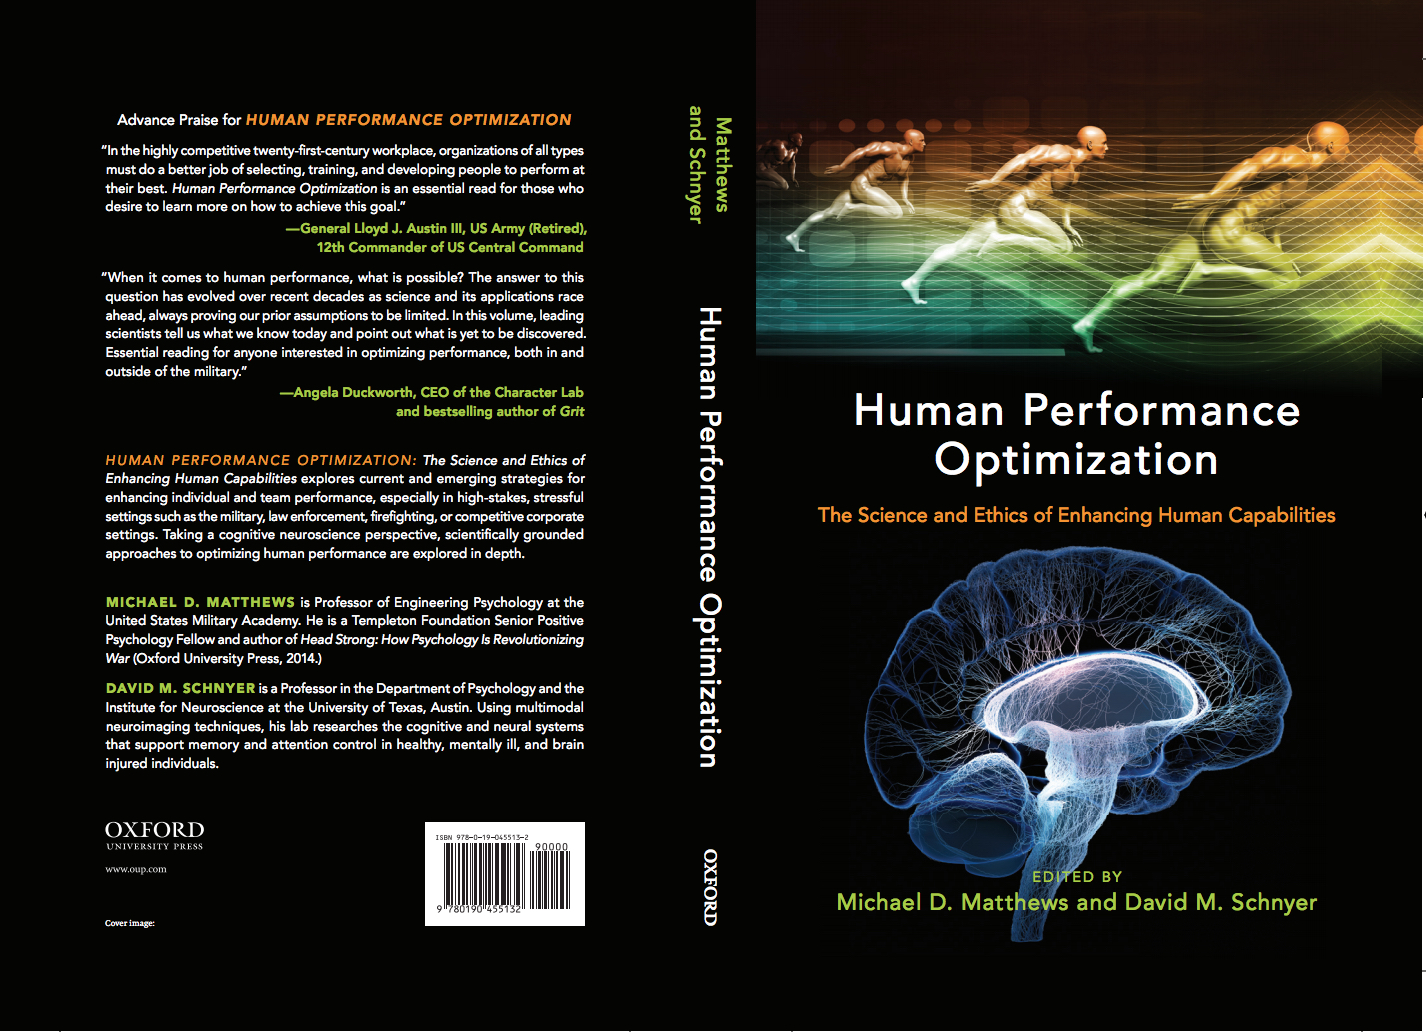 Advance Praise for HUMAN PERFORMANCE OPTIMIZATION
“In the highly competitive twenty-first-century workplace, organizations of all types
must do a better job of selecting, training, and developing people to perform at
their best. Human Performance Optimization is an essential read for those who
desire to learn more on how to achieve this goal.”
—General Lloyd J. Austin III, US Army (Retired),
12th Commander of US Central Command
“When it comes to human performance, what is possible? The answer to this
question has evolved over recent decades as science and its applications race
ahead, always proving our prior assumptions to be limited. In this volume, leading
scientists tell us what we know today and point out what is yet to be discovered.
Essential reading for anyone interested in optimizing performance, both in and
outside of the military.”
—Angela Duckworth, CEO of the Character Lab
and bestselling author of Grit
HUMAN PERFORMANCE OPTIMIZATION: The Science and Ethics of
Enhancing Human Capabilities explores current and emerging strategies for
enhancing individual and team performance, especially in high-stakes, stressful
settings such as the military, law enforcement, firefighting, or competitive corporate
settings. Taking a cognitive neuroscience perspective, scientifically grounded
approaches to optimizing human performance are explored in depth.
MICHAEL D. MATTHEWS is Professor of Engineering Psychology at the
United States Military Academy. He is a Templeton Foundation Senior Positive
Psychology Fellow and author of Head Strong: How Psychology Is Revolutionizing
War (Oxford University Press, 2014.)
DAVID M. SCHNYER is a Professor in the Department of Psychology and the
Institute for Neuroscience at the University of Texas, Austin. Using multimodal
neuroimaging techniques, his lab researches the cognitive and neural systems
that support memory and attention control in healthy, mentally ill, and brain
injured individuals.
OXFORD
UNIVERSITY PRESS
www.oup.com
Cover image:
ISBN 978-0-19-045513-2
90000
9 780190 455132
Matthews
and Schnyer
Human Performance Optimization
OXFORD
Human Performance
Optimization
The Science and Ethics of Enhancing Human Capabilities
EDITED BY
Michael D. Matthews and David M. Schnyer